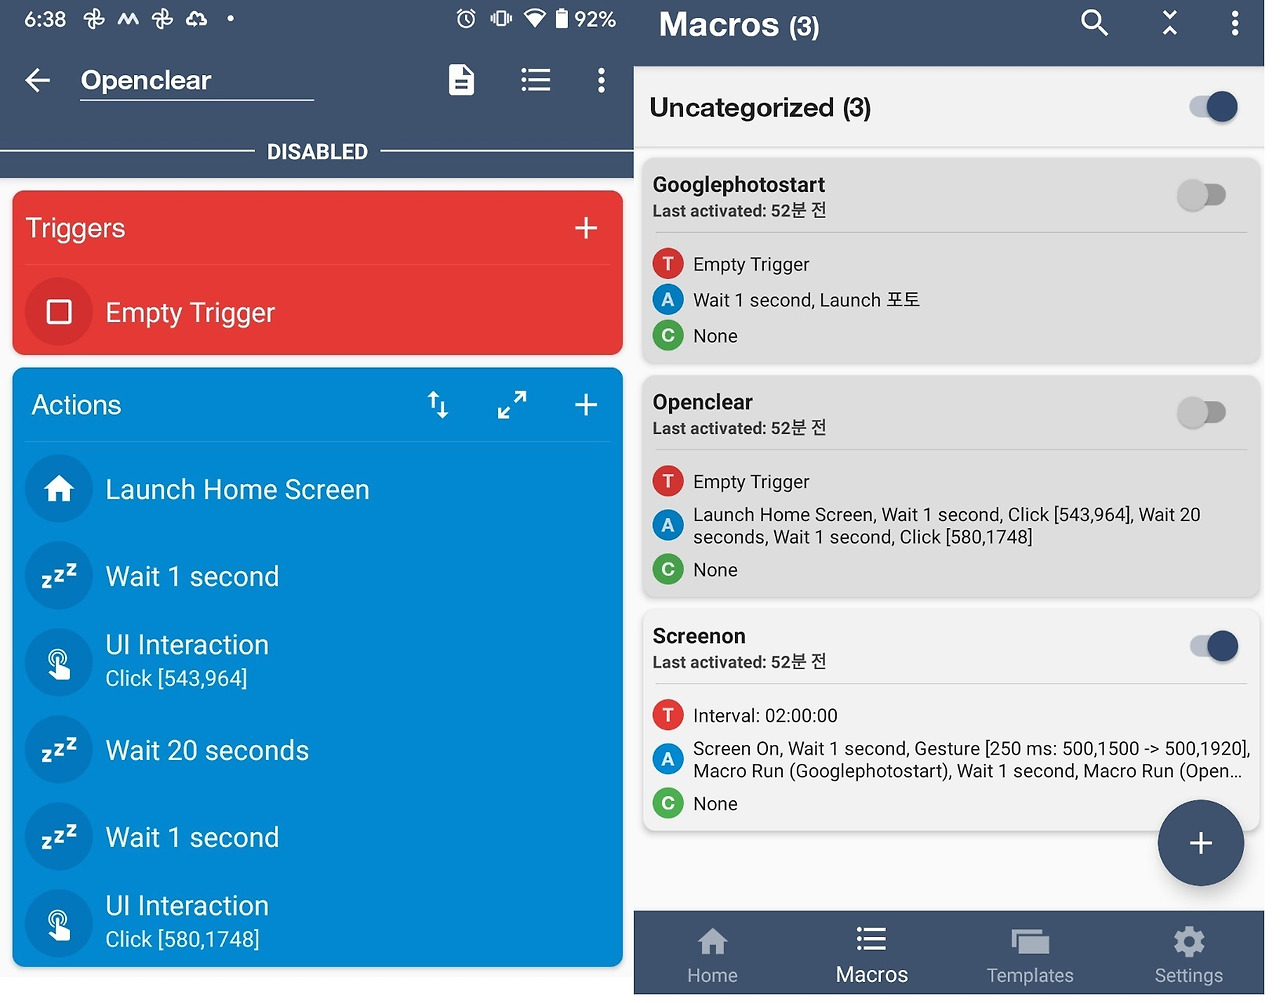 6:38
92%
Openclear
DISABLED
Triggers
Empty Trigger
Actions
Launch Home Screen
zzz
Wait 1 second
UI Interaction
Click [543,964]
zzz
Wait 20 seconds
zzz
Wait 1 second
UI Interaction
Click [580,1748]
Macros (3)
Uncategorized (3)
Googlephotostart
Last activated: 52분 전
T Empty Trigger
A Wait 1 second, Launch 포토
C None
Openclear
Last activated: 52분 전
T Empty Trigger
A Launch Home Screen, Wait 1 second, Click [543,964], Wait 20
seconds, Wait 1 second, Click [580,1748]
C None
Screenon
Last activated: 52분 전
T Interval: 02:00:00
A Screen On, Wait 1 second, Gesture [250 ms: 500,1500 -> 500,1920],
Macro Run (Googlephotostart), Wait 1 second, Macro Run (Open...
C None
Home
Macros
Templates
Settings